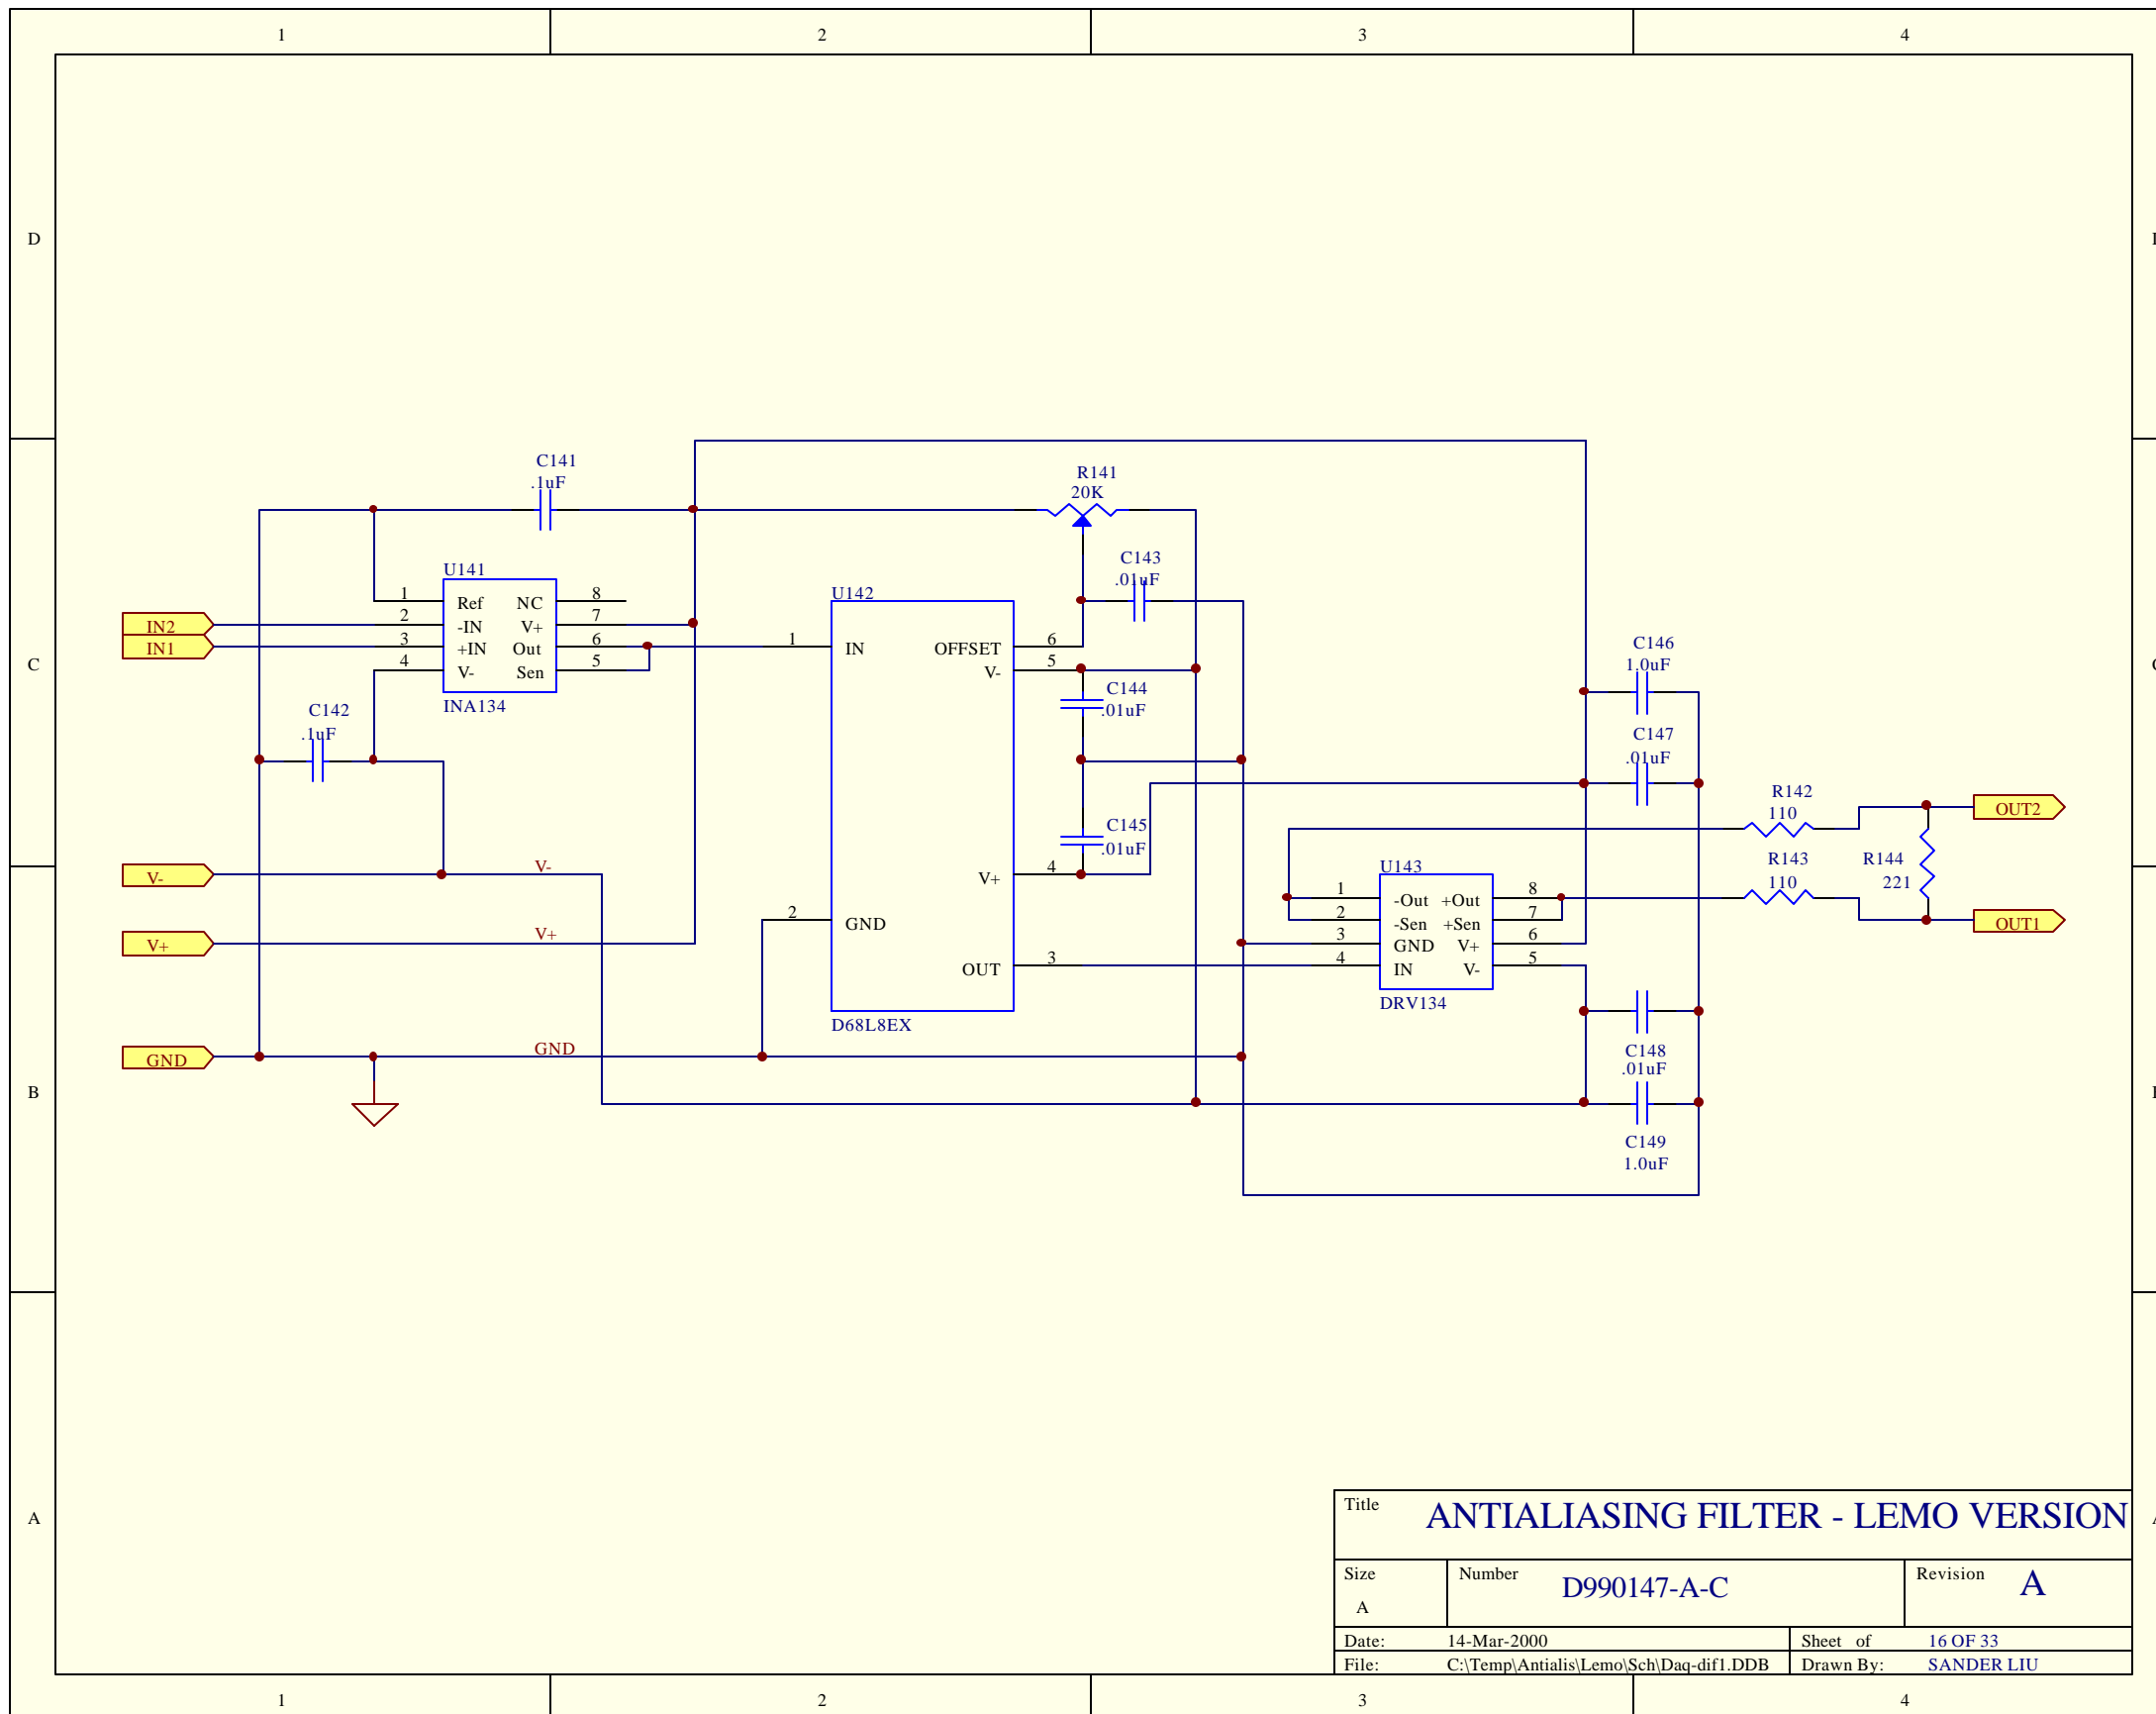 1 2 3 4
D
C141
.1uF
R141
20K
C143
.01uF
U141
1 Ref NC 8
2 -IN V+ 7
3 +IN Out 6
4 V- Sen 5
INA134
IN2
IN1
C142
.1uF
U142
1 IN OFFSET 6
V- 5
C144
.01uF
C145
.01uF
V+ 4
2 GND
OUT 3
D68L8EX
C
C146
1.0uF
C147
.01uF
R142
110
OUT2
R143
110
R144
221
OUT1
U143
1 -Out +Out 8
2 -Sen +Sen 7
3 GND V+ 6
4 IN V- 5
DRV134
V- V-
V+ V+
GND GND
B
C148
.01uF
C149
1.0uF
A
Title ANTIALIASING FILTER - LEMO VERSION
Size Number D990147-A-C Revision A
A
Date: 14-Mar-2000 Sheet of 16 OF 33
File: C:\Temp\Antialis\Lemo\Sch\Daq-dif1.DDB Drawn By: SANDER LIU
1 2 3 4